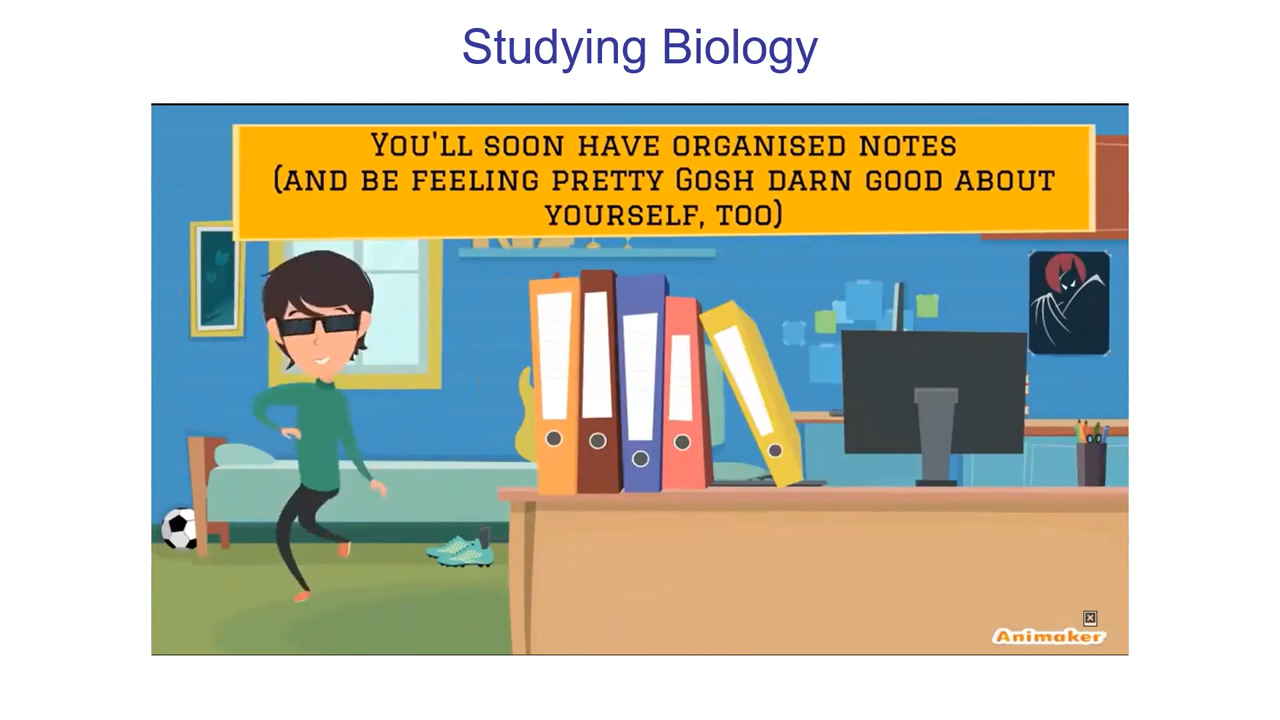 Studying Biology
You'll soon have organised notes
(and be feeling pretty Gosh darn good about
yourself, too)
Animaker